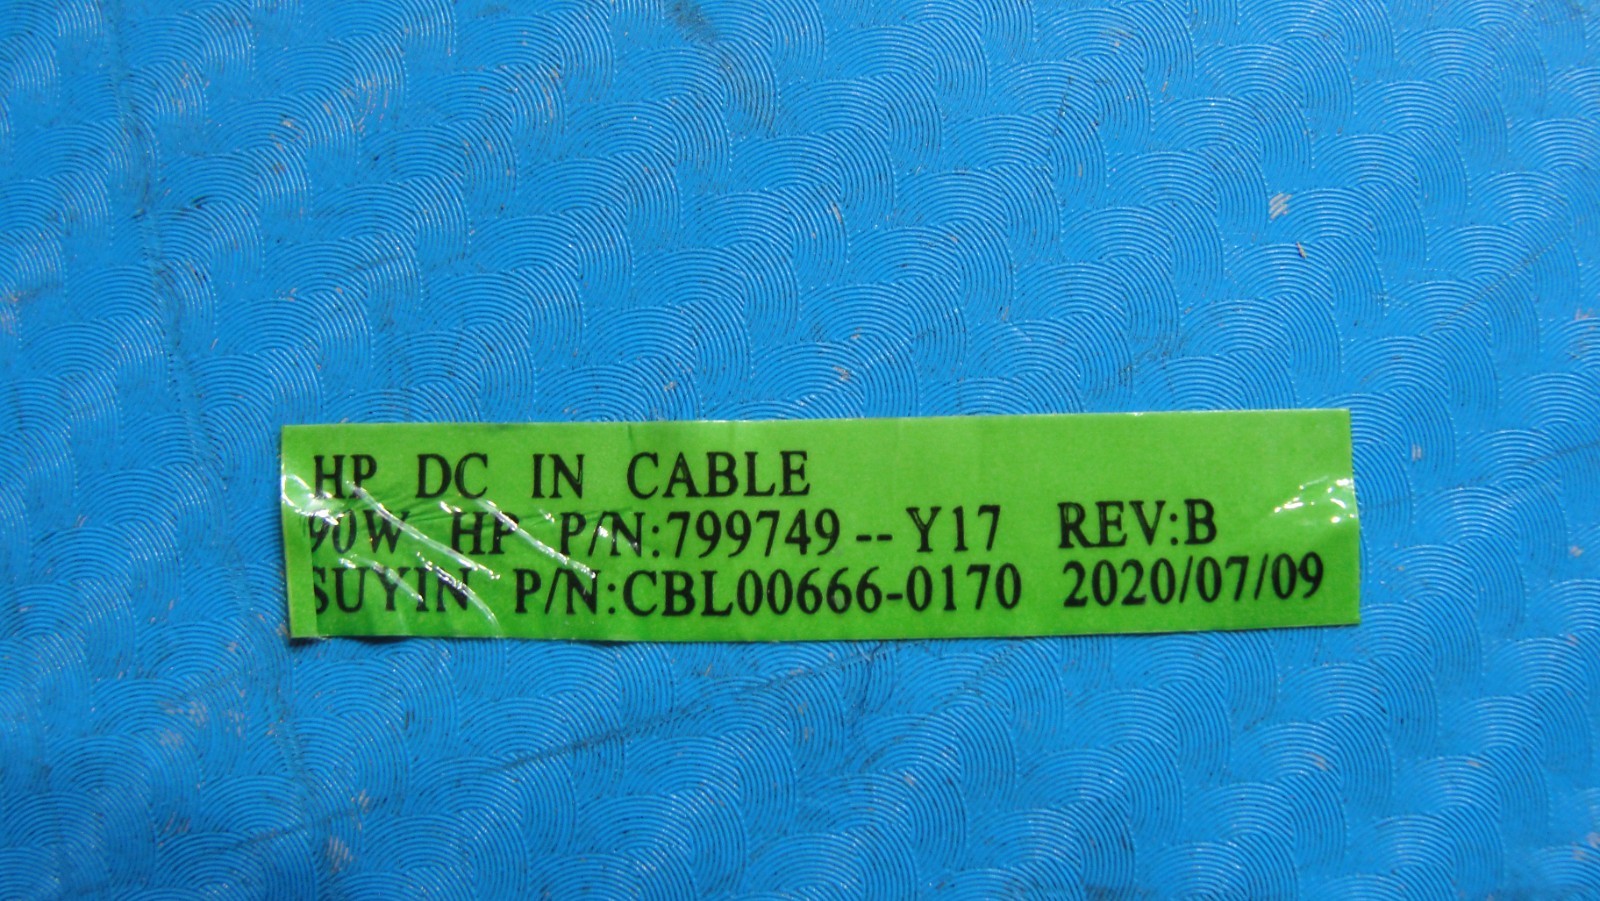 HP DC IN CABLE
90W HP P/N:799749--Y17 REV:B
SUYIN P/N:CBL00666-0170 2020/07/09